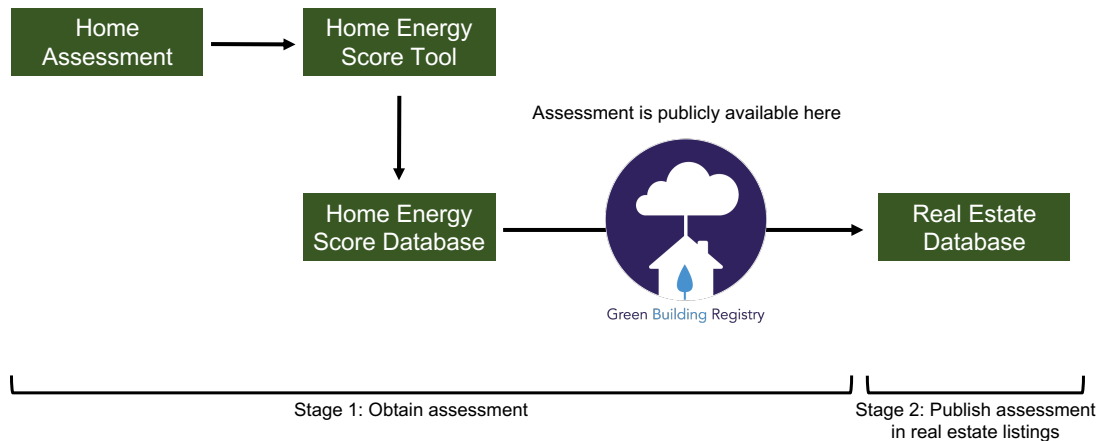 Home
Assessment
Home Energy
Score Tool
Assessment is publicly available here
Home Energy
Score Database
Real Estate
Database
Green Building Registry
Stage 1: Obtain assessment
Stage 2: Publish assessment
in real estate listings